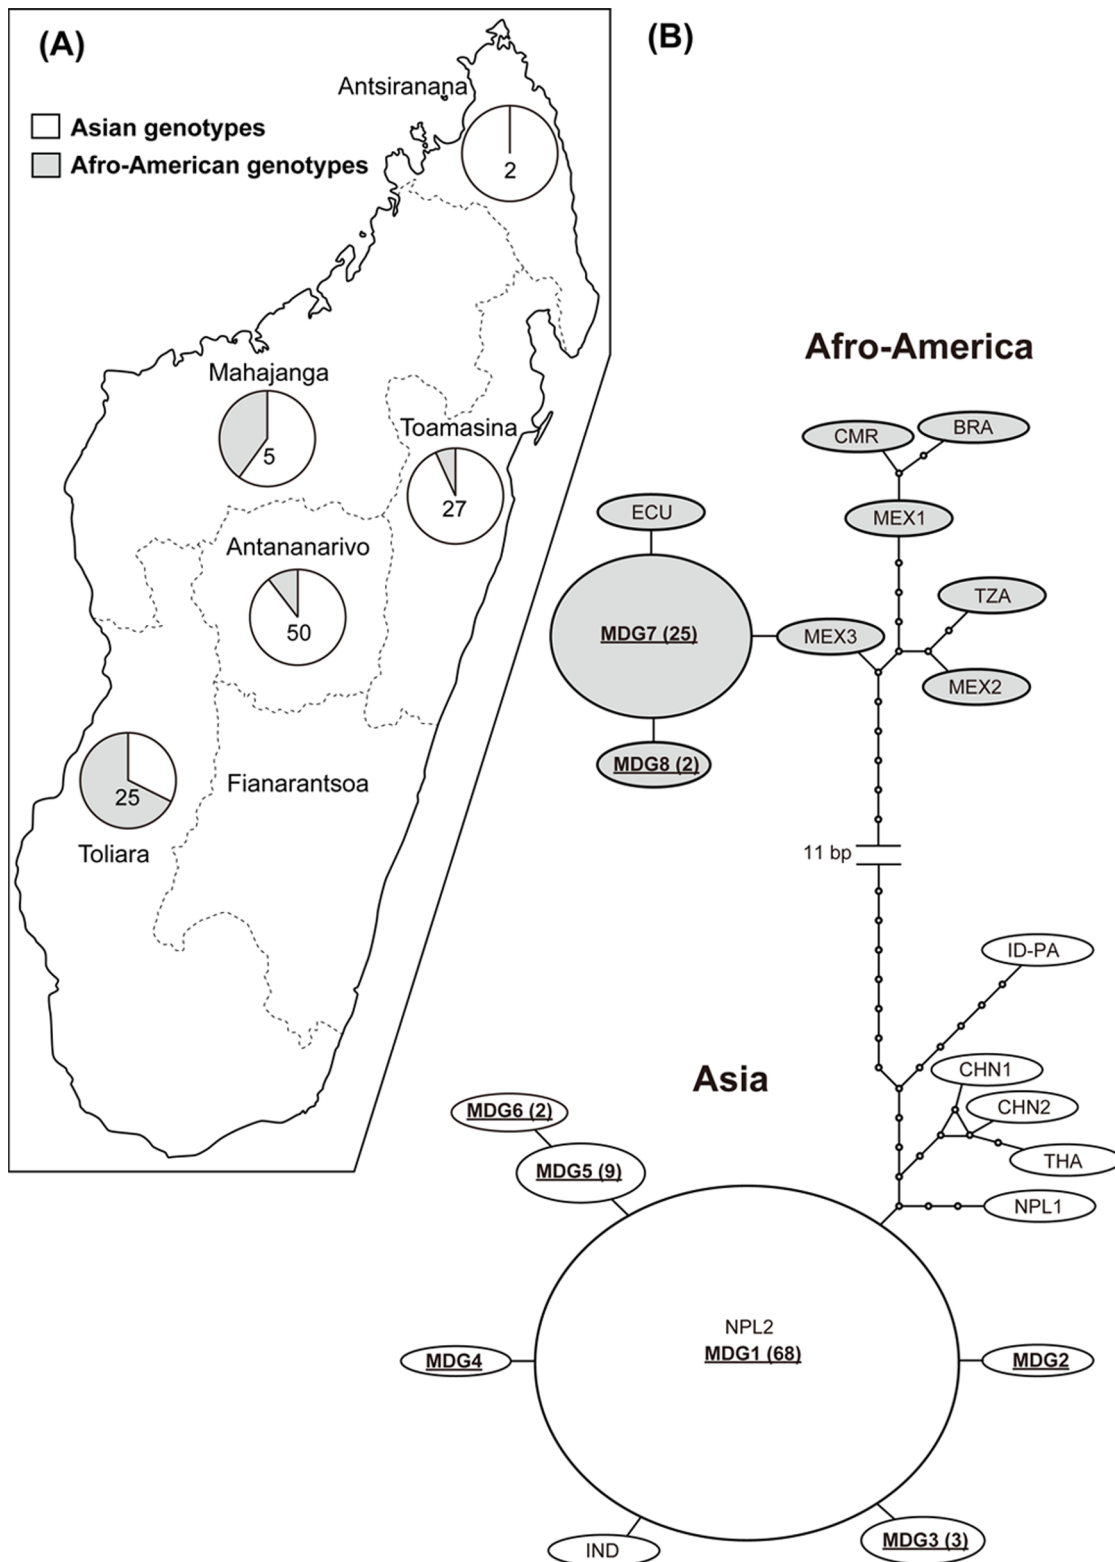 (A)
Antsiranana
Asian genotypes
Afro-American genotypes
2
Mahajanga
5
Toamasina
27
Antananarivo
50
25
Toliara
Fianarantsoa
(B)
Afro-America
CMR
BRA
MEX1
ECU
MDG7 (25)
MEX3
TZA
MEX2
MDG8 (2)
11 bp
ID-PA
Asia
CHN1
CHN2
THA
NPL1
MDG6 (2)
MDG5 (9)
NPL2
MDG1 (68)
MDG4
MDG2
IND
MDG3 (3)